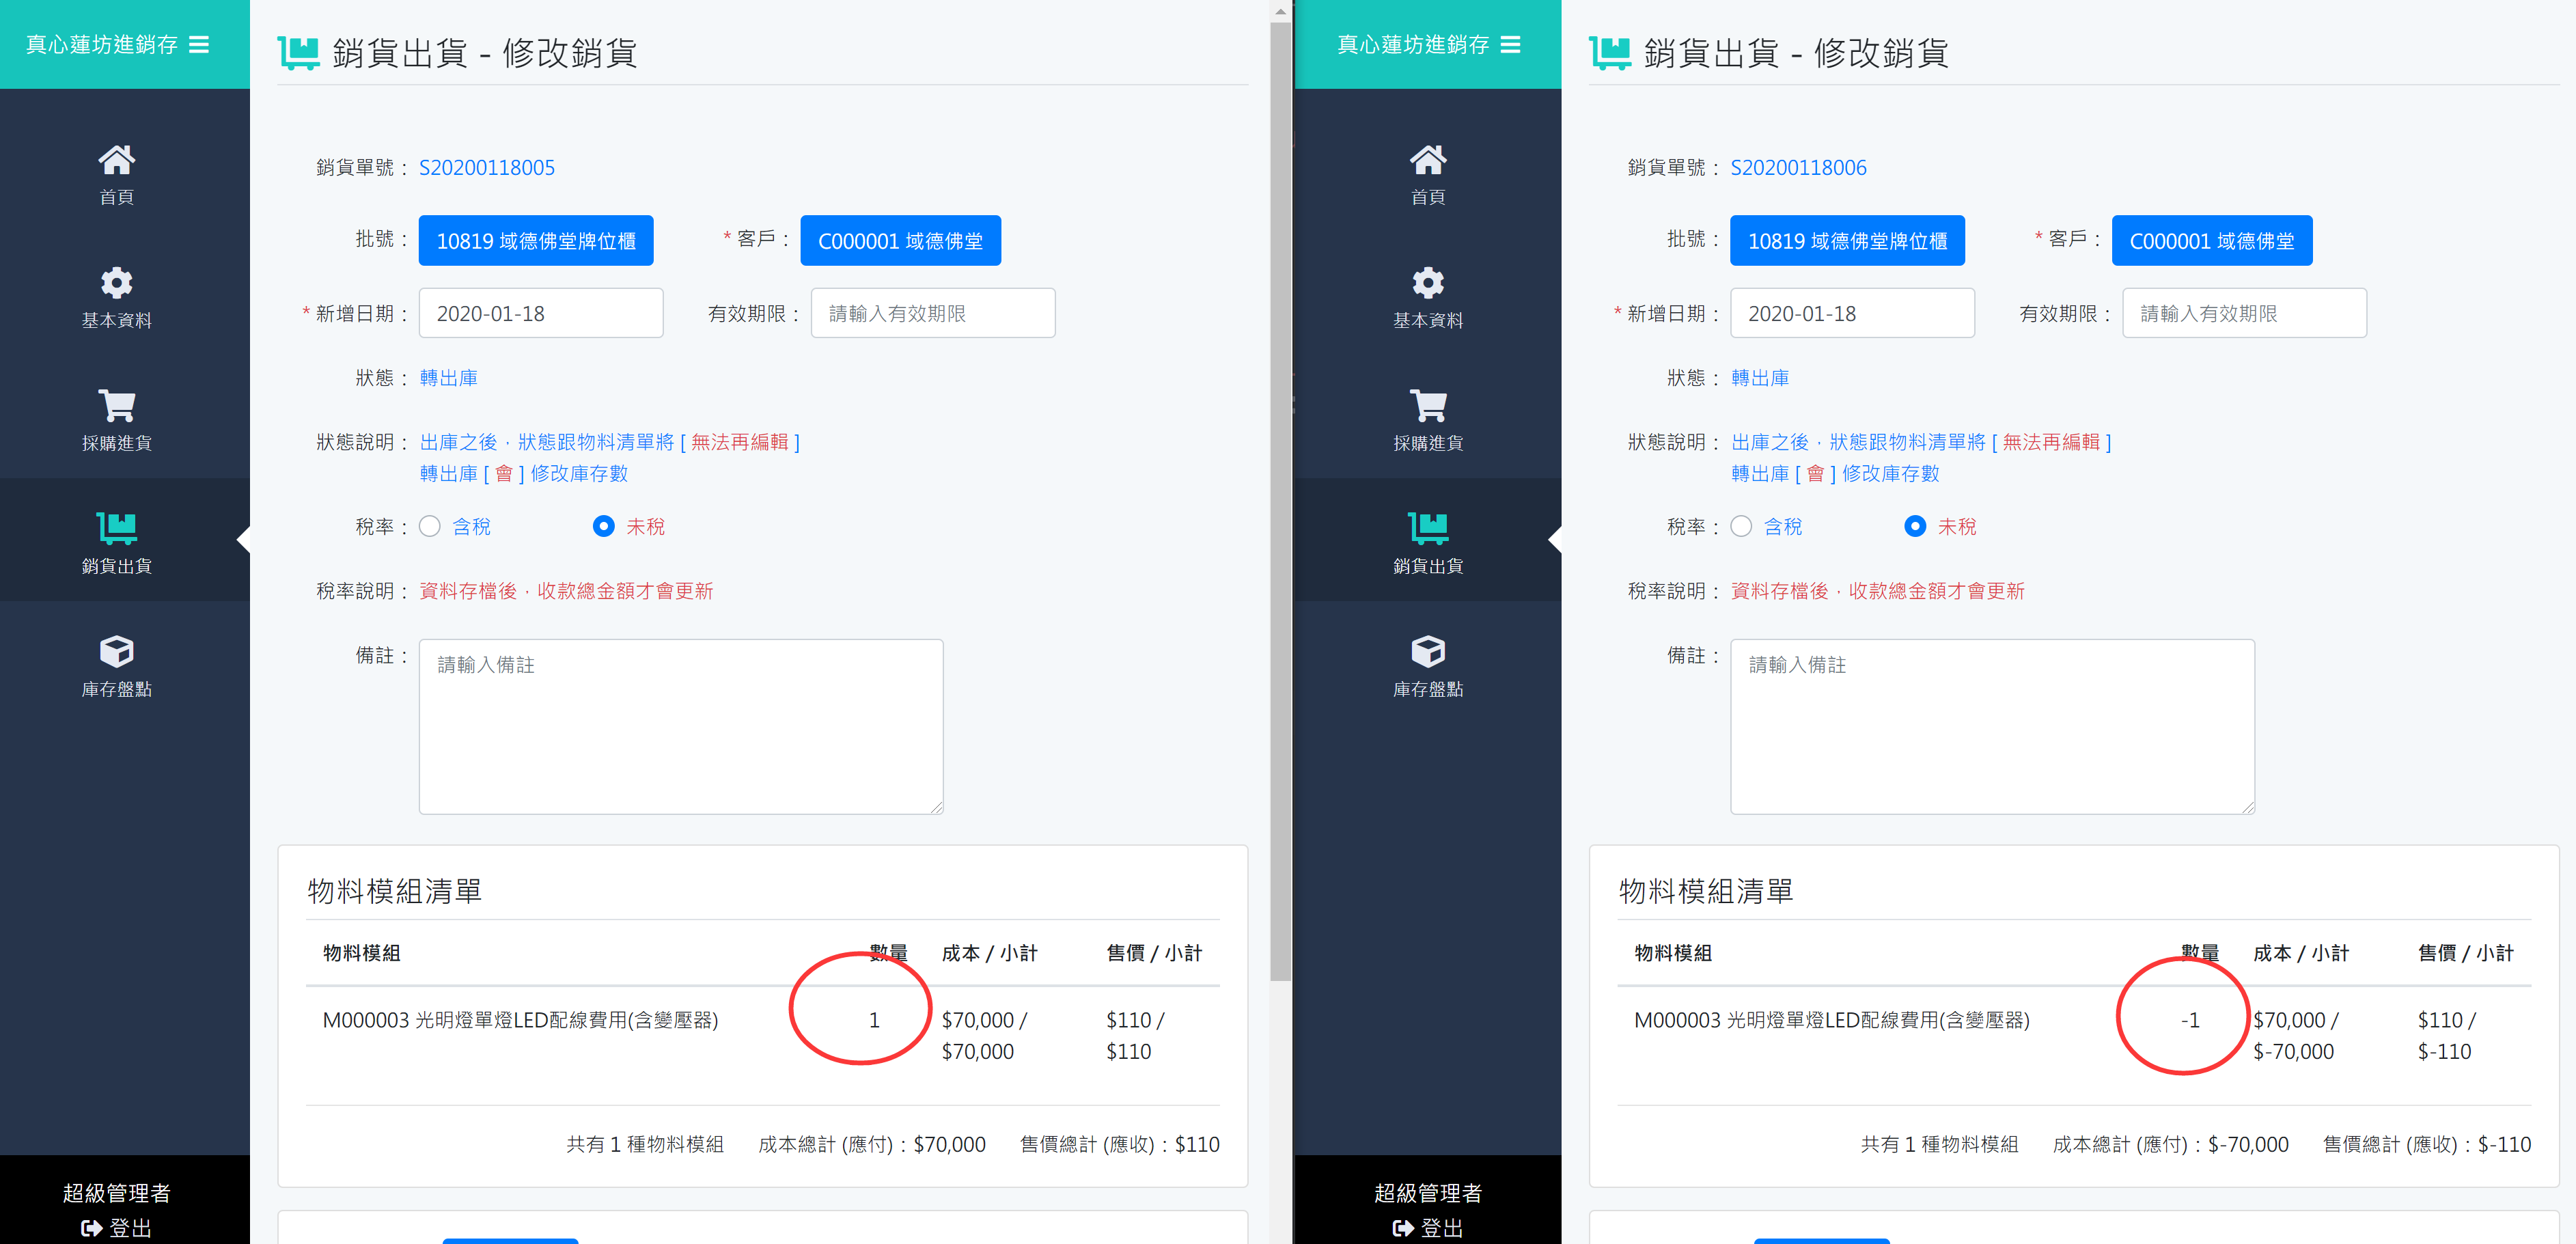 真心蓮坊進銷存
首頁
基本資料
採購進貨
銷貨出貨
庫存盤點
超級管理者
登出
銷貨出貨 - 修改銷貨
銷貨單號： S20200118005
批號： 10819 域德佛堂牌位櫃 * 客戶： C000001 域德佛堂
* 新增日期： 2020-01-18 有效期限： 請輸入有效期限
狀態： 轉出庫
狀態說明： 出庫之後，狀態跟物料清單將 [ 無法再編輯 ]
轉出庫 [ 會 ] 修改庫存數
稅率： 含稅 未稅
稅率說明： 資料存檔後，收款總金額才會更新
備註： 請輸入備註
物料模組清單
物料模組 數量 成本 / 小計 售價 / 小計
M000003 光明燈單燈LED配線費用(含變壓器) 1 $70,000 / $110 /
$70,000 $110
共有 1 種物料模組 成本總計 (應付)：$70,000 售價總計 (應收)：$110
真心蓮坊進銷存
首頁
基本資料
採購進貨
銷貨出貨
庫存盤點
超級管理者
登出
銷貨出貨 - 修改銷貨
銷貨單號： S20200118006
批號： 10819 域德佛堂牌位櫃 * 客戶： C000001 域德佛堂
* 新增日期： 2020-01-18 有效期限： 請輸入有效期限
狀態： 轉出庫
狀態說明： 出庫之後，狀態跟物料清單將 [ 無法再編輯 ]
轉出庫 [ 會 ] 修改庫存數
稅率： 含稅 未稅
稅率說明： 資料存檔後，收款總金額才會更新
備註： 請輸入備註
物料模組清單
物料模組 數量 成本 / 小計 售價 / 小計
M000003 光明燈單燈LED配線費用(含變壓器) -1 $70,000 / $110 /
$-70,000 $-110
共有 1 種物料模組 成本總計 (應付)：$-70,000 售價總計 (應收)：$-110